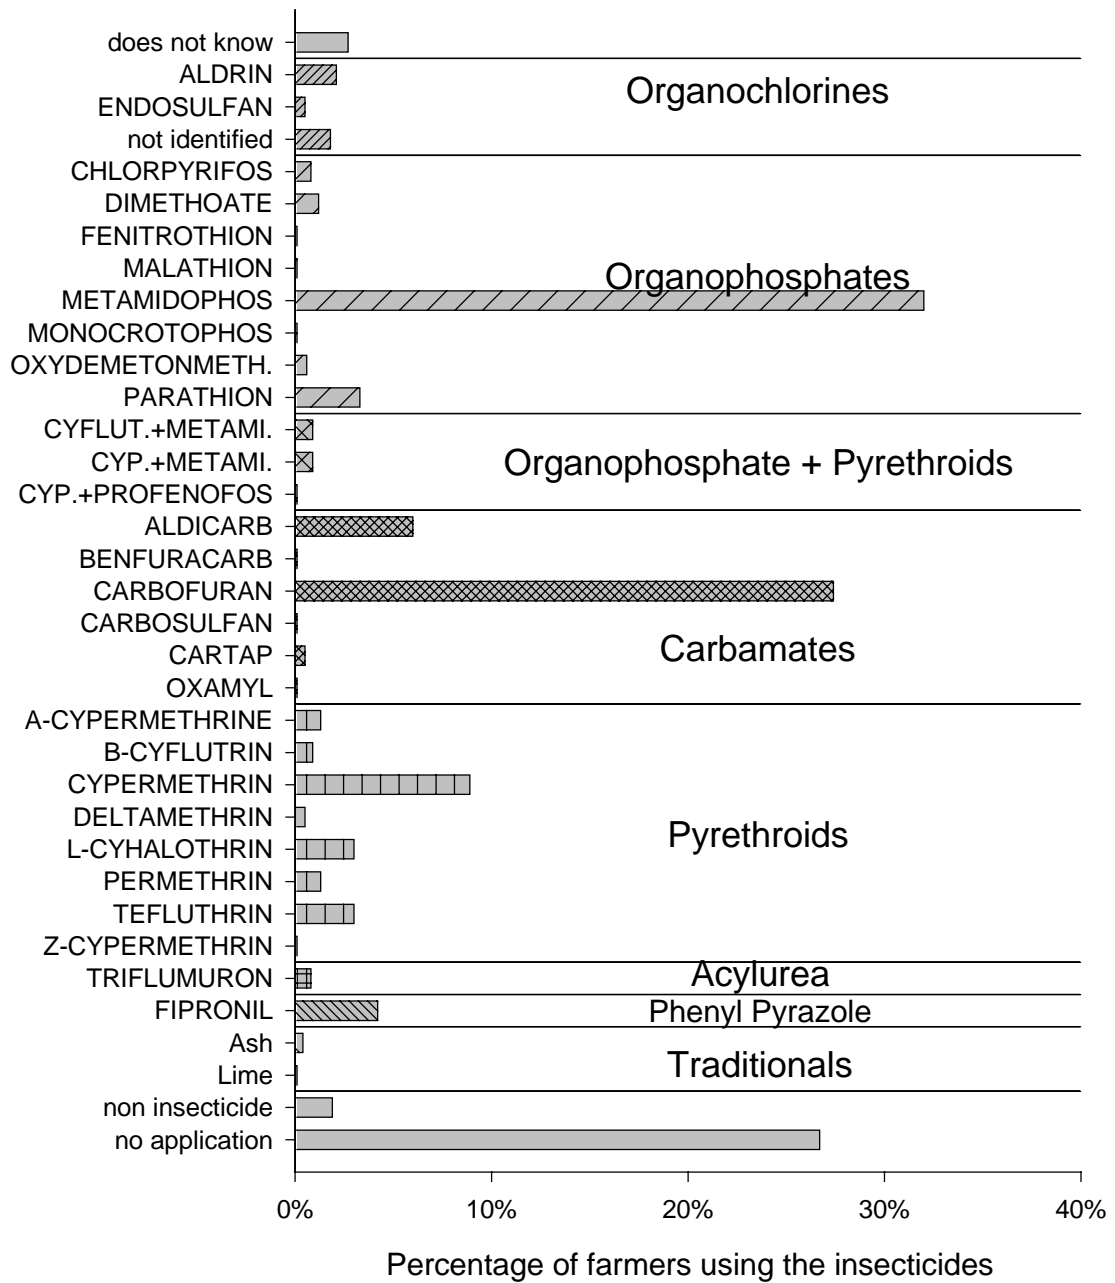 does not know
ALDRIN
Organochlorines
ENDOSULFAN
not identified
CHLORPYRIFOS
DIMETHOATE
FENITROTHION
MALATHION
Organophosphates
METAMIDOPHOS
MONOCROTOPHOS
OXYDEMETONMETH.
PARATHION
CYFLUT.+METAMI.
CYP.+METAMI.
Organophosphate + Pyrethroids
CYP.+PROFENOFOS
ALDICARB
BENFURACARB
CARBOFURAN
CARBOSULFAN
CARTAP
Carbamates
OXAMYL
A-CYPERMETHRINE
B-CYFLUTRIN
CYPERMETHRIN
DELTAMETHRIN
Pyrethroids
L-CYHALOTHRIN
PERMETHRIN
TEFLUTHRIN
Z-CYPERMETHRIN
TRIFLUMURON
Acylurea
FIPRONIL
Phenyl Pyrazole
Ash
Traditionals
Lime
non insecticide
no application
0% 10% 20% 30% 40%
Percentage of farmers using the insecticides